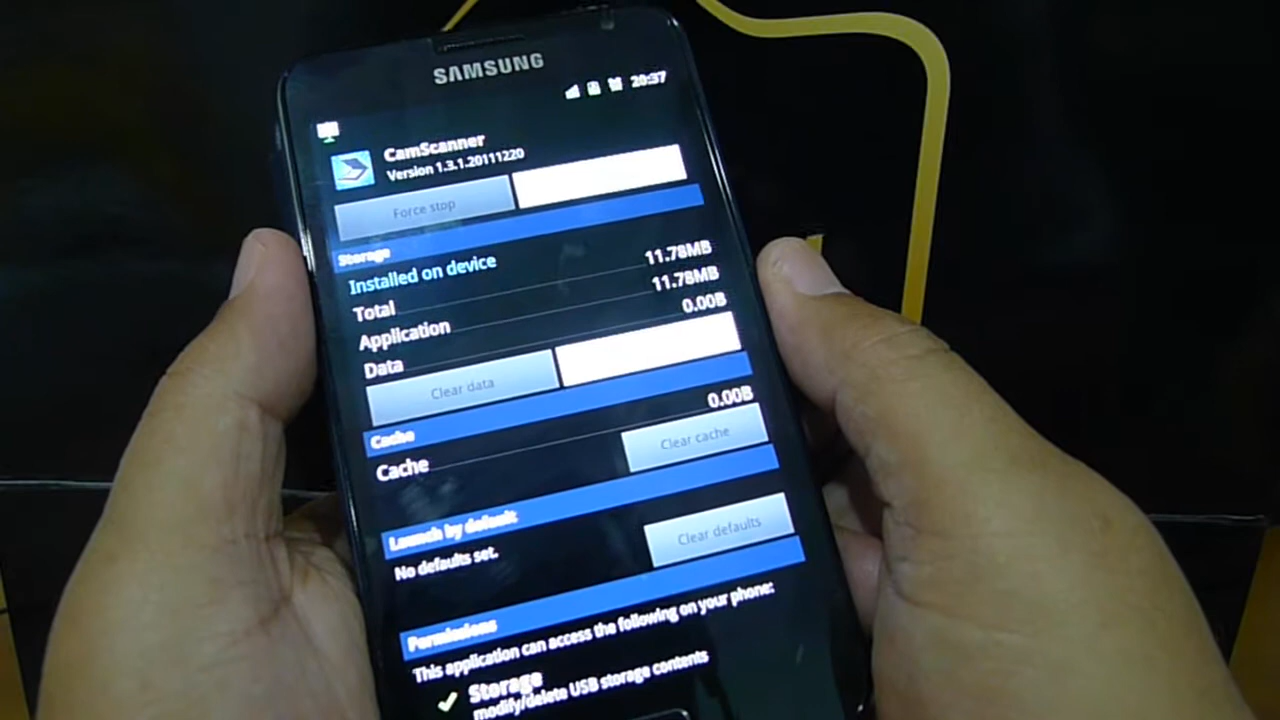 SAMSUNG
20:37
CamScanner
Version 1.3.1.20111220
Force stop
Storage
Installed on device
Total 11.78MB
Application 11.78MB
Data 0.00B
Clear data
Cache
Cache 0.00B
Clear cache
Launch by default
No defaults set.
Clear defaults
Permissions
This application can access the following on your phone:
Storage
modify/delete USB storage contents